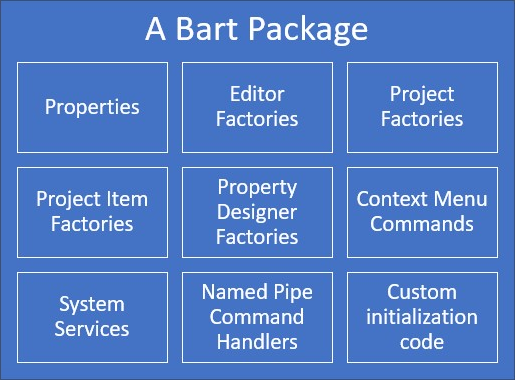 A Bart Package
Properties
Editor
Factories
Project
Factories
Project Item
Factories
Property
Designer
Factories
Context Menu
Commands
System
Services
Named Pipe
Command
Handlers
Custom
initialization
code